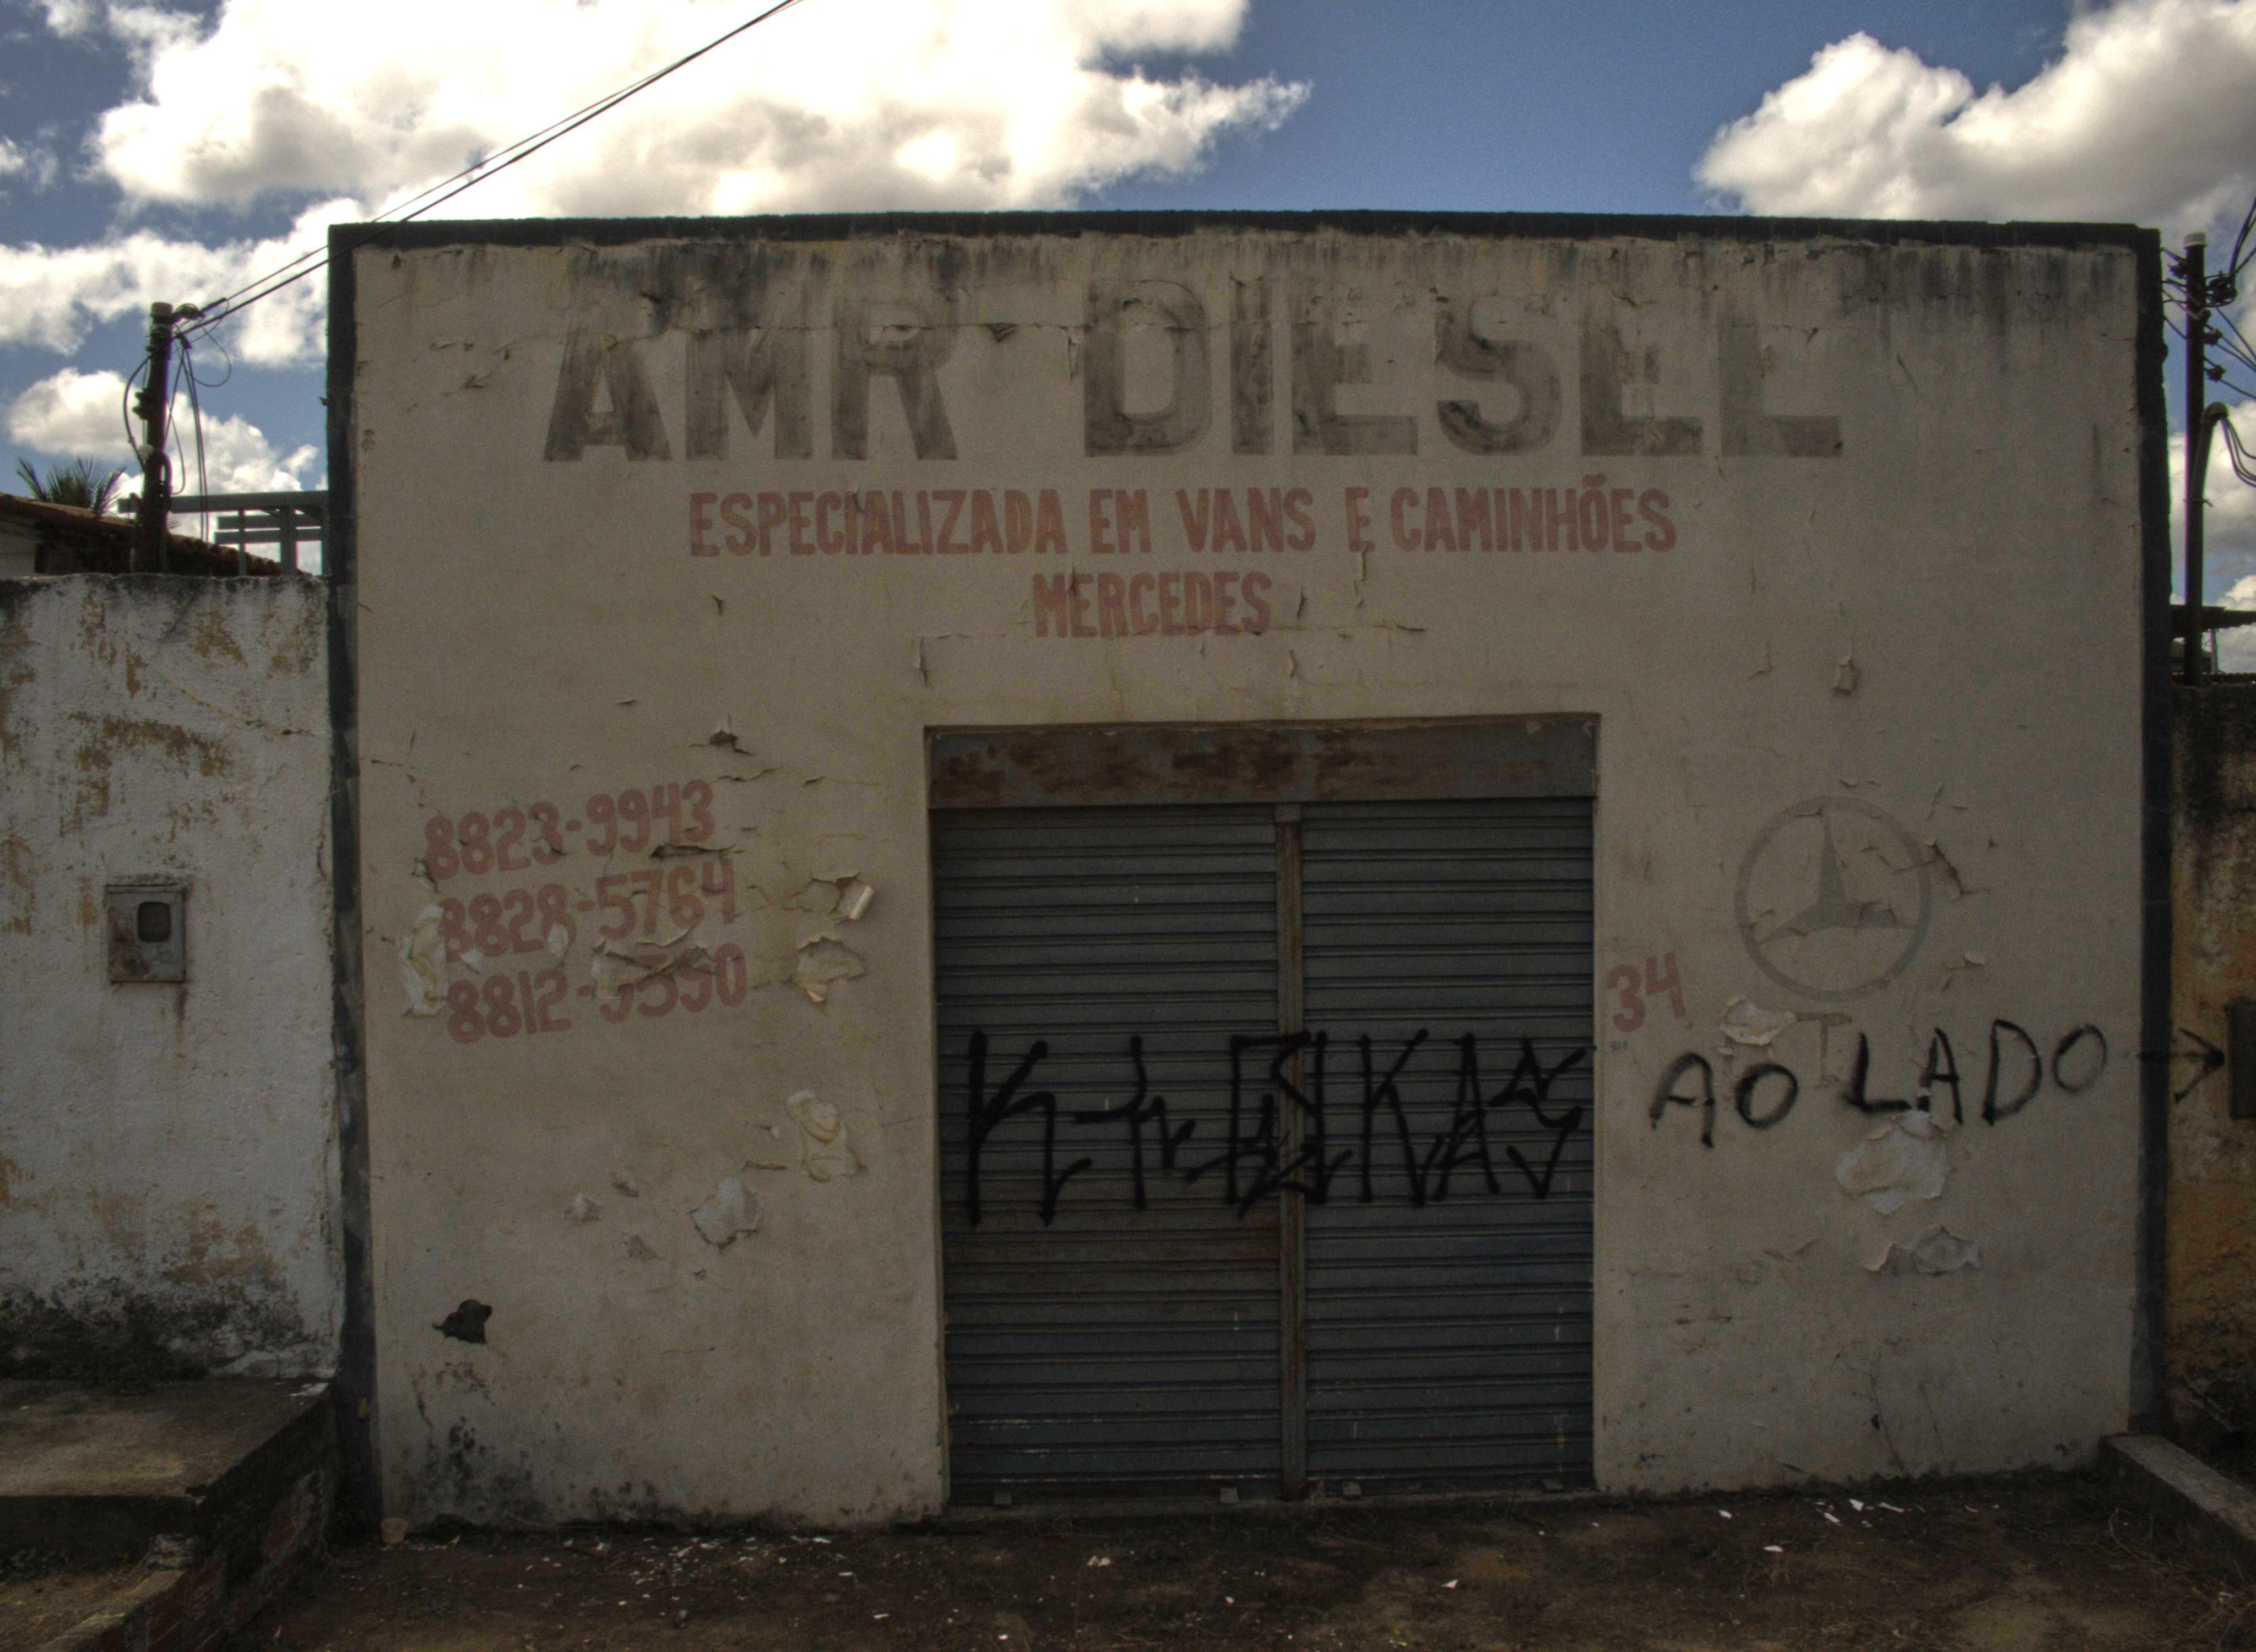 AMR DIESEL
ESPECIALIZADA EM VANS E CAMINHÕES
MERCEDES
8823-9943
8828-5764
34
AO LADO